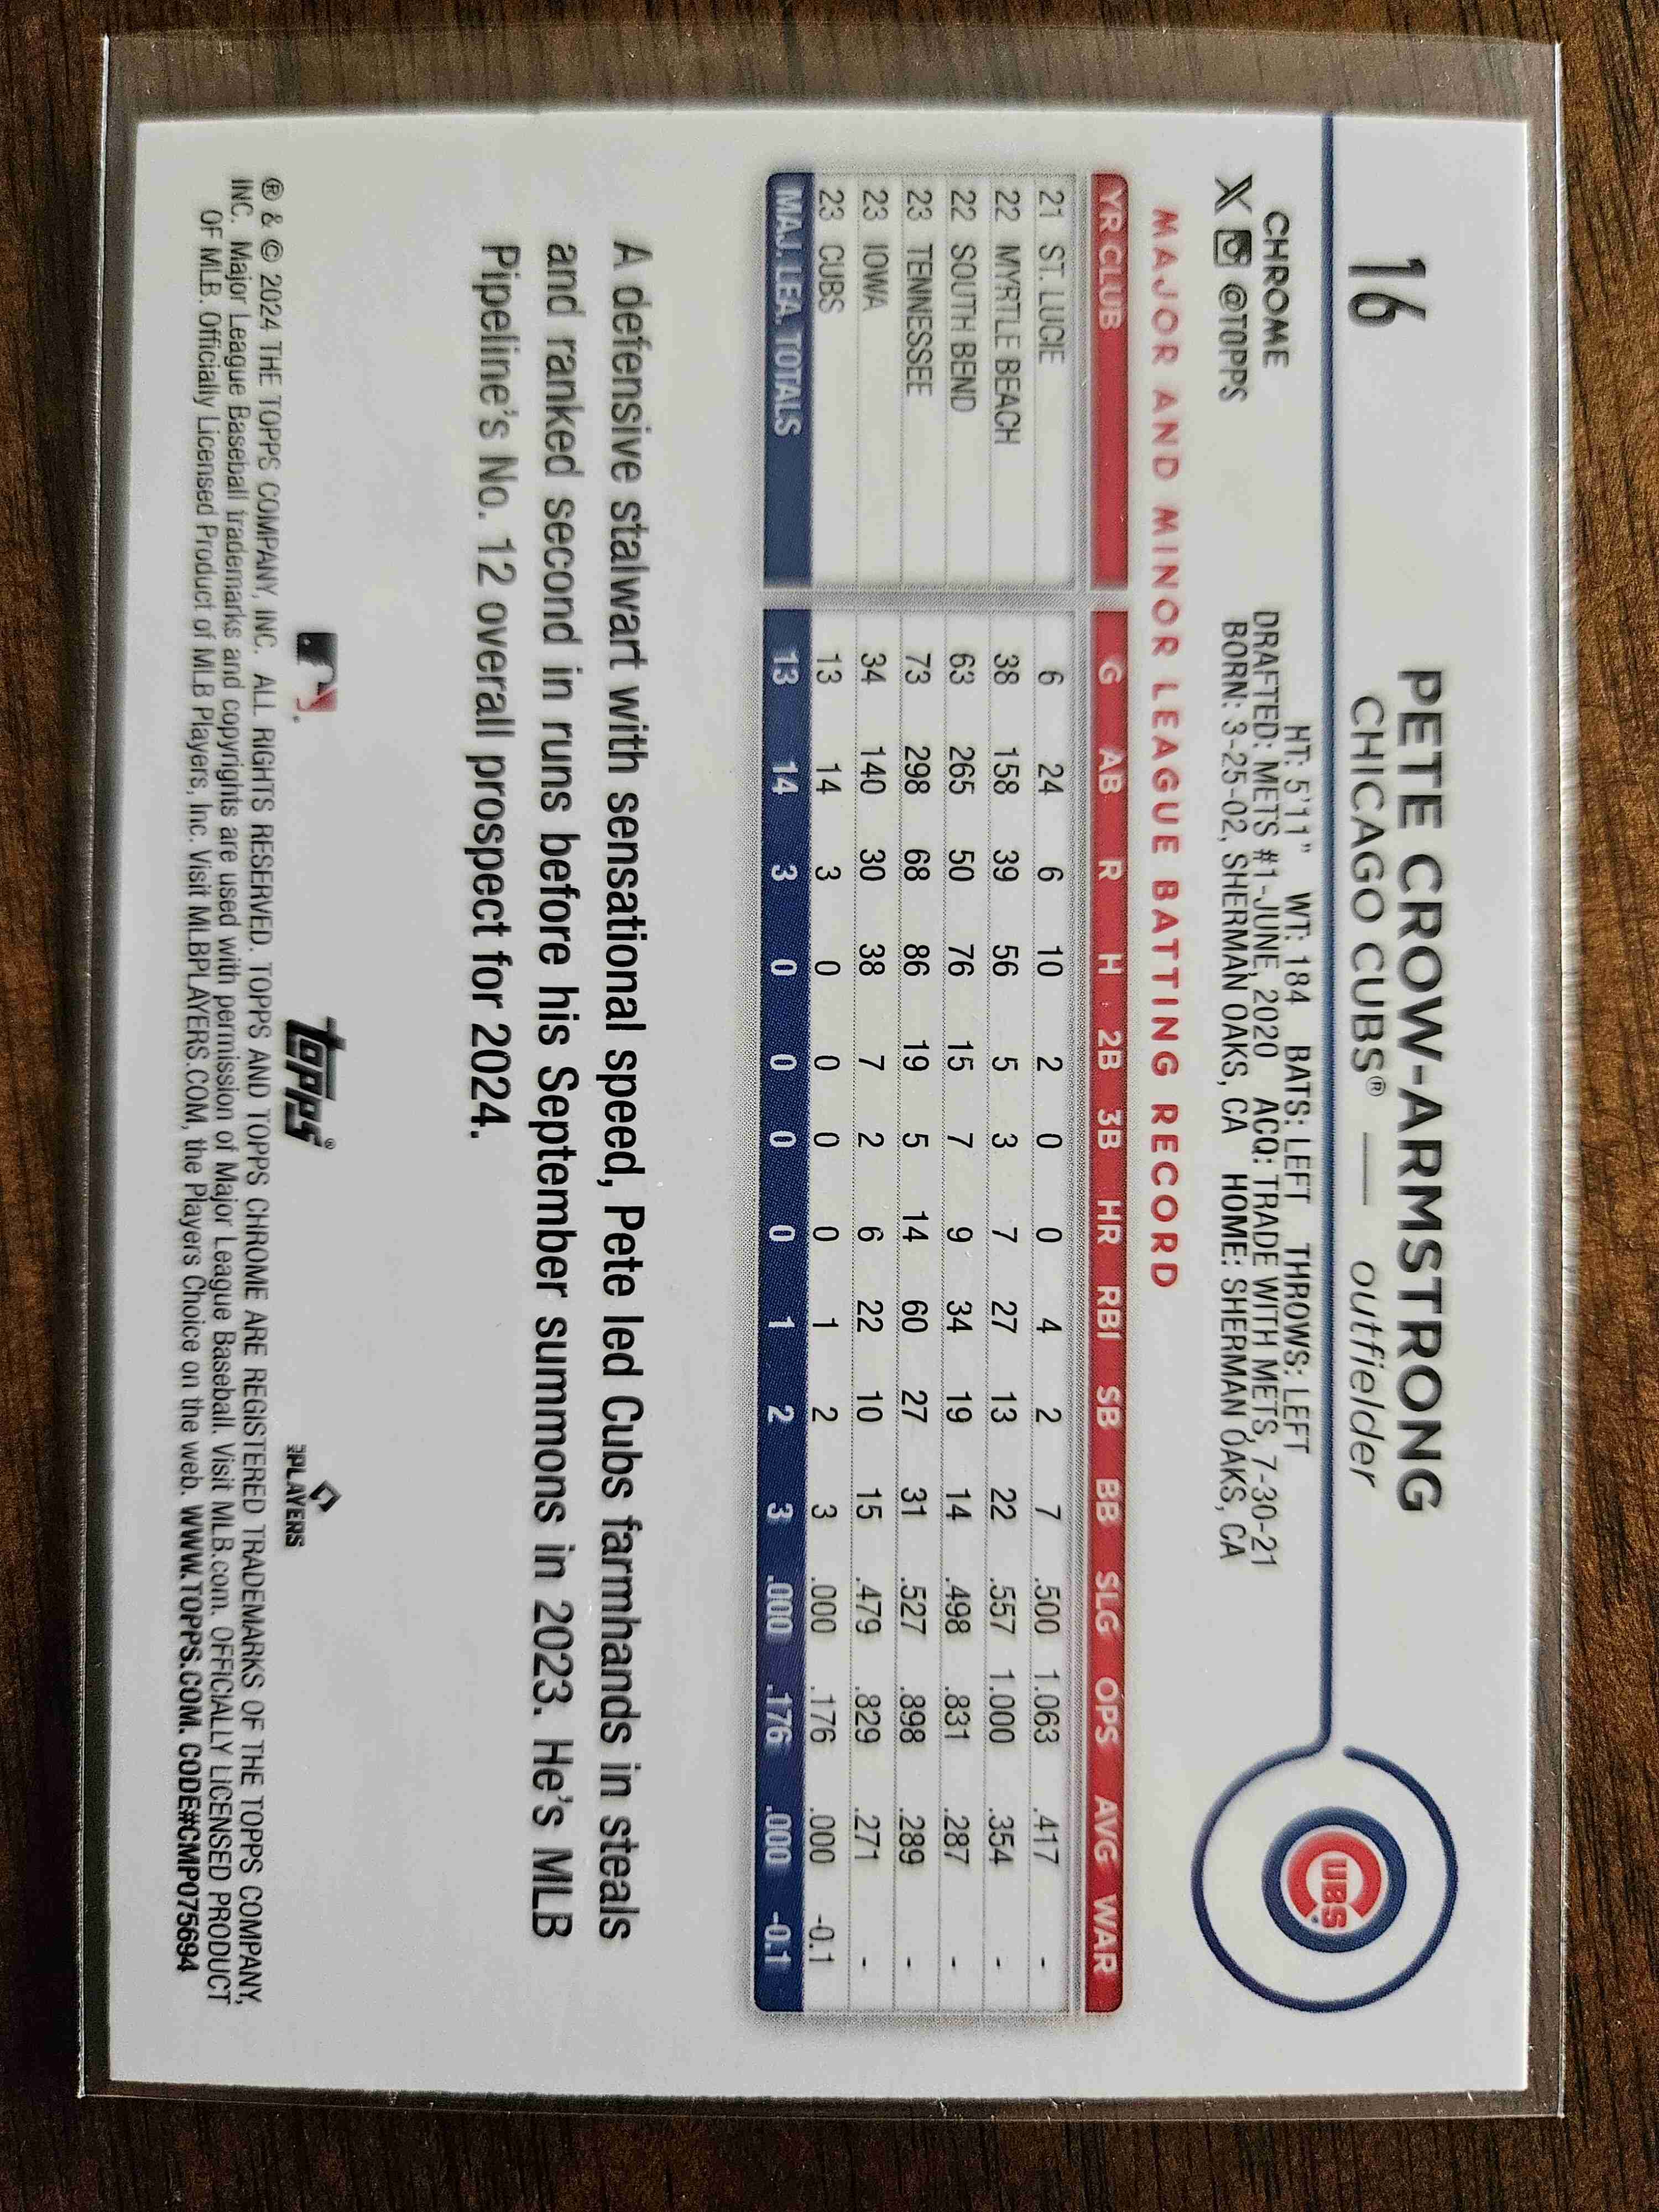 16
PETE CROW-ARMSTRONG
CHICAGO CUBS® — outfielder
CHROME
X @TOPPS
HT: 5'11" WT: 184 BATS: LEFT THROWS: LEFT
DRAFTED: METS #1-JUNE, 2020 ACQ: TRADE WITH METS, 7-30-21
BORN: 3-25-02, SHERMAN OAKS, CA HOME: SHERMAN OAKS, CA
CUBS®
MAJOR AND MINOR LEAGUE BATTING RECORD
YR CLUB G AB R H 2B 3B HR RBI SB BB SLG OPS AVG WAR
21 ST. LUCIE 6 24 6 10 2 0 0 4 2 7 .500 1.063 .417 -
22 MYRTLE BEACH 38 158 39 56 5 3 7 27 13 22 .557 1.000 .354 -
22 SOUTH BEND 63 265 50 76 15 7 9 34 19 14 .498 .831 .287 -
23 TENNESSEE 73 298 68 86 19 5 14 60 27 31 .527 .898 .289 -
23 IOWA 34 140 30 38 7 2 6 22 10 15 .479 .829 .271 -
23 CUBS 13 14 3 0 0 0 0 1 2 3 .000 .176 .000 -0.1
MAJ. LEA. TOTALS 13 14 3 0 0 0 0 1 2 3 .000 .176 .000 -0.1
A defensive stalwart with sensational speed, Pete led Cubs farmhands in steals
and ranked second in runs before his September summons in 2023. He's MLB
Pipeline's No. 12 overall prospect for 2024.
topps®
THE PLAYERS
® & © 2024 THE TOPPS COMPANY, INC. ALL RIGHTS RESERVED. TOPPS AND TOPPS CHROME ARE REGISTERED TRADEMARKS OF THE TOPPS COMPANY,
INC. Major League Baseball trademarks and copyrights are used with permission of Major League Baseball. Visit MLB.com. OFFICIALLY LICENSED PRODUCT
OF MLB. Officially Licensed Product of MLB Players, Inc. Visit MLBPLAYERS.COM, the Players Choice on the web. WWW.TOPPS.COM. CODE#CMP075694